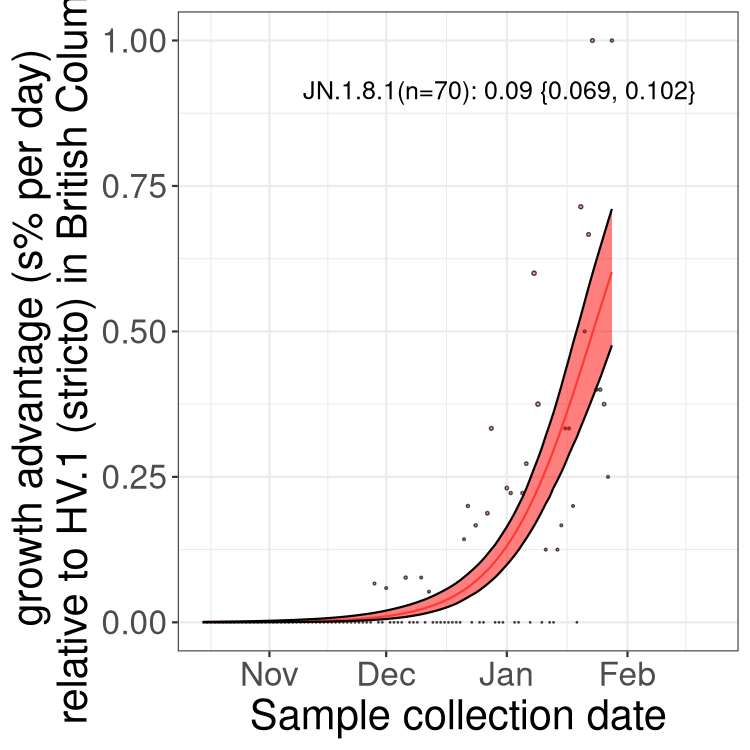 growth advantage (s% per day)
relative to HV.1 (stricto) in British Colum
1.00
0.75
0.50
0.25
0.00
JN.1.8.1(n=70): 0.09 {0.069, 0.102}
Nov Dec Jan Feb
Sample collection date